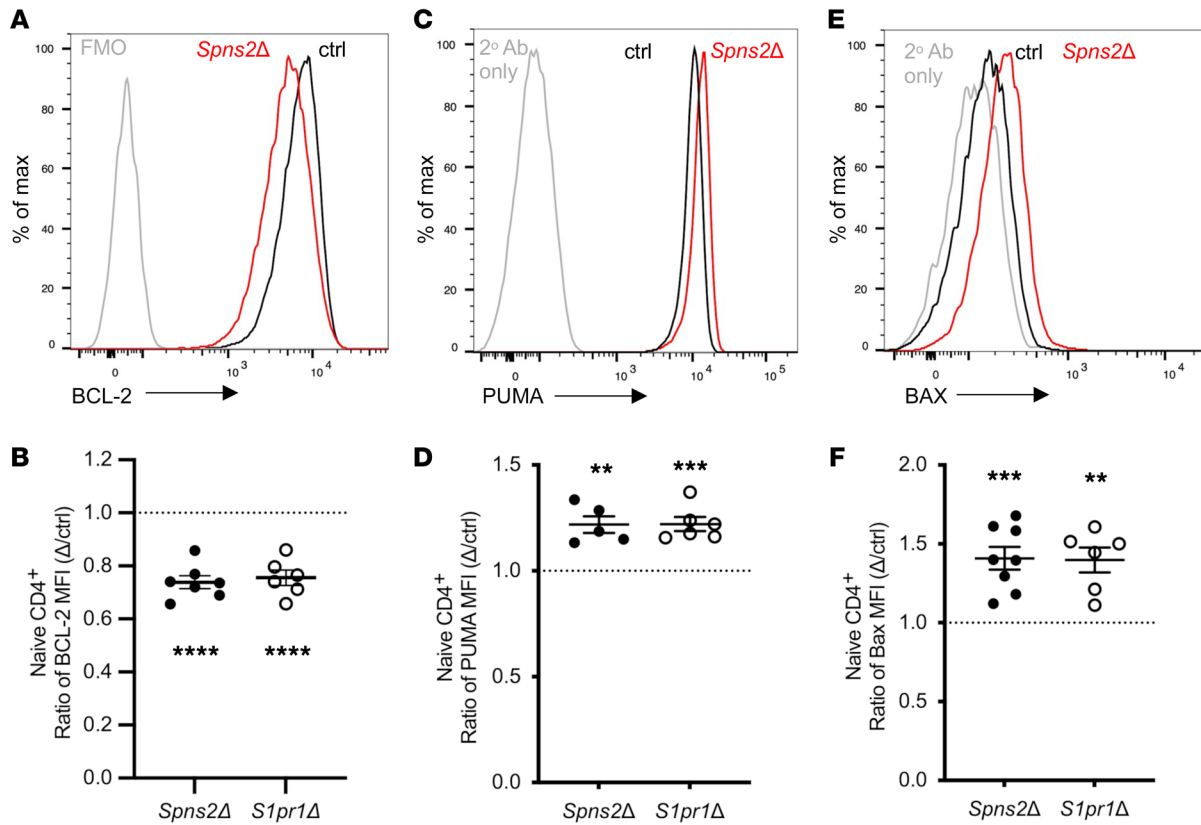 A
FMO
Spns2Δ
ctrl
100
80
60
40
20
0
% of max
0
10³
10⁴
BCL-2
C
2º Ab
only
ctrl
Spns2Δ
100
80
60
40
20
0
% of max
0
10³
10⁴
10⁵
PUMA
E
2º Ab
only
ctrl
Spns2Δ
100
80
60
40
20
0
% of max
0
10³
10⁴
BAX
B
Naive CD4⁺
Ratio of BCL-2 MFI (Δ/ctrl)
1.2
1.0
0.8
0.6
0.4
0.2
0.0
****
****
Spns2Δ
S1pr1Δ
D
Naive CD4⁺
Ratio of PUMA MFI (Δ/ctrl)
1.5
1.0
0.5
0.0
**
***
Spns2Δ
S1pr1Δ
F
Naive CD4⁺
Ratio of Bax MFI (Δ/ctrl)
2.0
1.5
1.0
1.5
0.0
***
**
Spns2Δ
S1pr1Δ